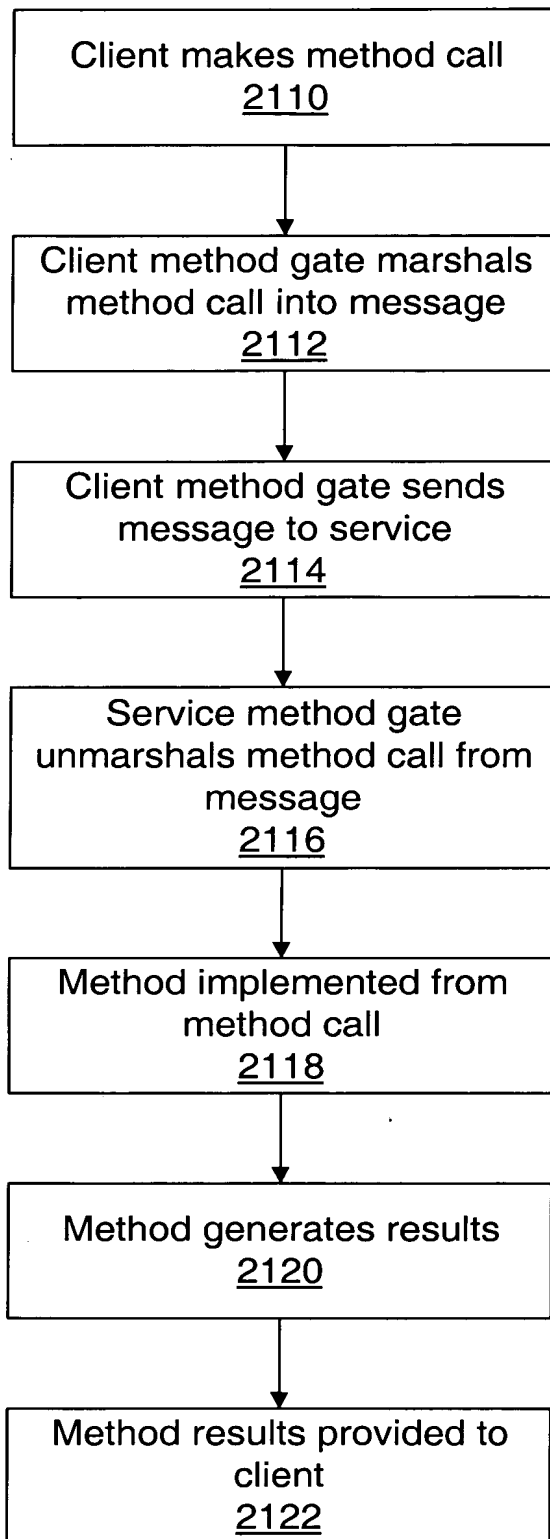 Client makes method call
2110
Client method gate marshals
method call into message
2112
Client method gate sends
message to service
2114
Service method gate
unmarshals method call from
message
2116
Method implemented from
method call
2118
Method generates results
2120
Method results provided to
client
2122